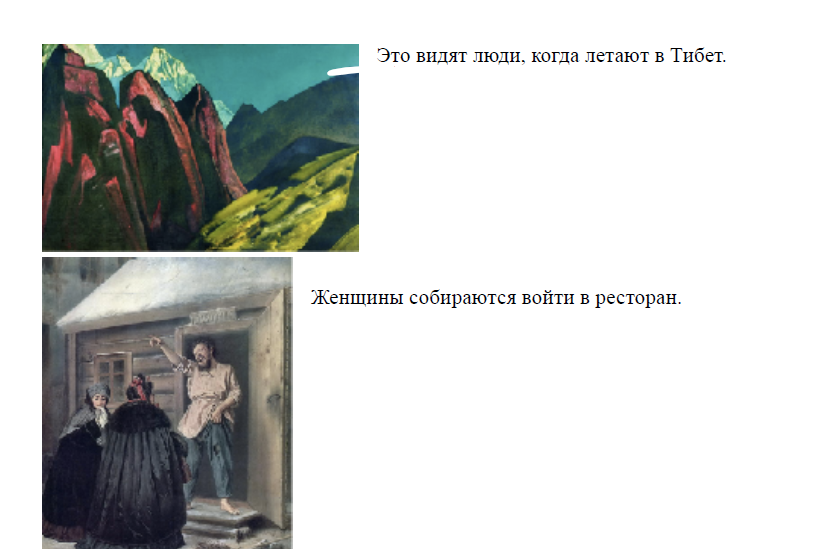 Это видят люди, когда летают в Тибет.
Женщины собираются войти в ресторан.